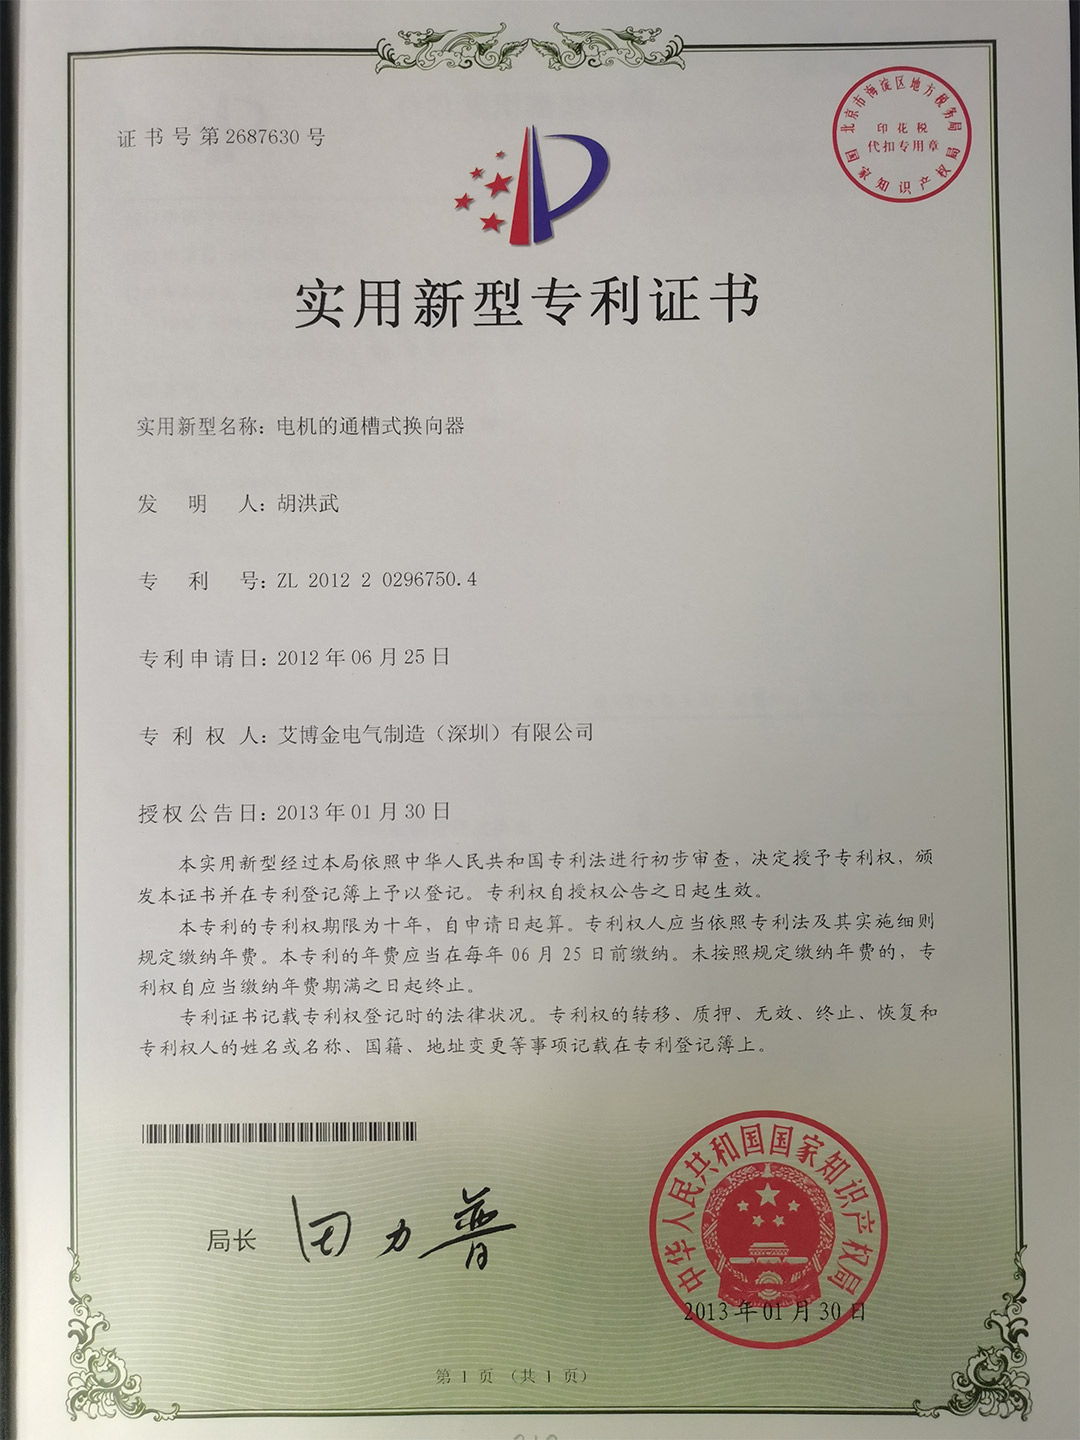 证书号第2687630号
北京市海淀区地方税务局
印花税
代扣专用章
国家知识产权局
实用新型专利证书
实用新型名称：电机的通槽式换向器
发明人：胡洪武
专利号：ZL 2012 2 0296750.4
专利申请日：2012年06月25日
专利权人：艾博金电气制造（深圳）有限公司
授权公告日：2013年01月30日
本实用新型经过本局依照中华人民共和国专利法进行初步审查，决定授予专利权，颁
发本证书并在专利登记簿上予以登记。专利权自授权公告之日起生效。
本专利的专利权期限为十年，自申请日起算。专利权人应当依照专利法及其实施细则
规定缴纳年费。本专利的年费应当在每年06月25日前缴纳。未按照规定缴纳年费的，专
利权自应当缴纳年费期满之日起终止。
专利证书记载专利权登记时的法律状况。专利权的转移、质押、无效、终止、恢复和
专利权人的姓名或名称、国籍、地址变更等事项记载在专利登记簿上。
局长 田力普
中华人民共和国国家知识产权局
2013年01月30日
第1页（共1页）